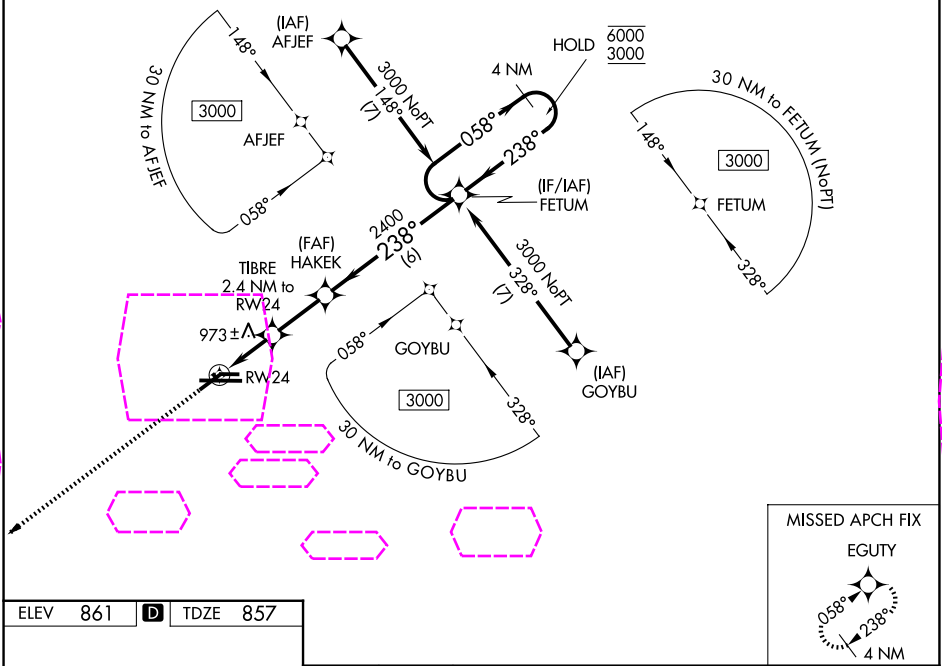 (IAF)
AFJEF
148°
30 NM to AFJEF
3000
AFJEF
058°
3000 NoPT
148°
(7)
HOLD 6000
3000
4 NM
058°
238°
30 NM to FETUM (NoPT)
148°
3000
FETUM
328°
(IF/IAF)
FETUM
2400
238°
(6)
(FAF)
HAKEK
3000 NoPT
328°
(7)
TIBRE
2.4 NM to
RW24
973±
RW24
058°
GOYBU
3000
328°
30 NM to GOYBU
(IAF)
GOYBU
MISSED APCH FIX
EGUTY
058°
238°
4 NM
ELEV 861 D TDZE 857